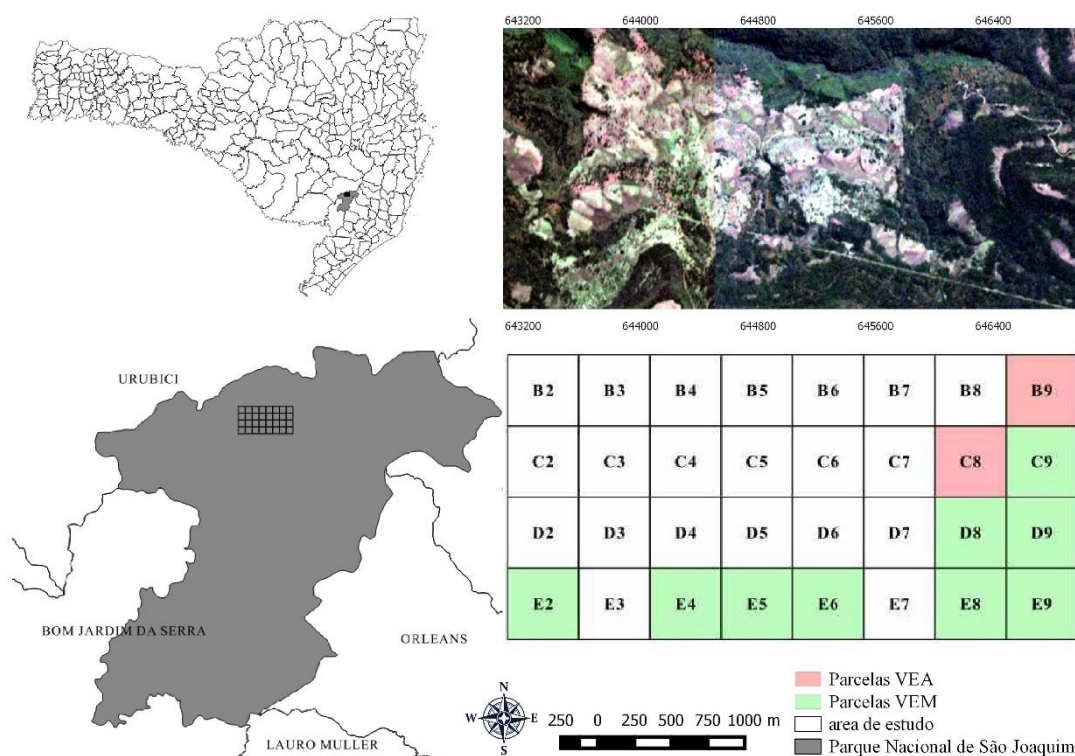 643200 644000 644800 645600 646400
643200 644000 644800 645600 646400
URUBICI
BOM JARDIM DA SERRA
ORLEANS
LAURO MULLER
B2 B3 B4 B5 B6 B7 B8 B9
C2 C3 C4 C5 C6 C7 C8 C9
D2 D3 D4 D5 D6 D7 D8 D9
E2 E3 E4 E5 E6 E7 E8 E9
N
W E
S
250 0 250 500 750 1000 m
Parcelas VEA
Parcelas VEM
area de estudo
Parque Nacional de São Joaquim